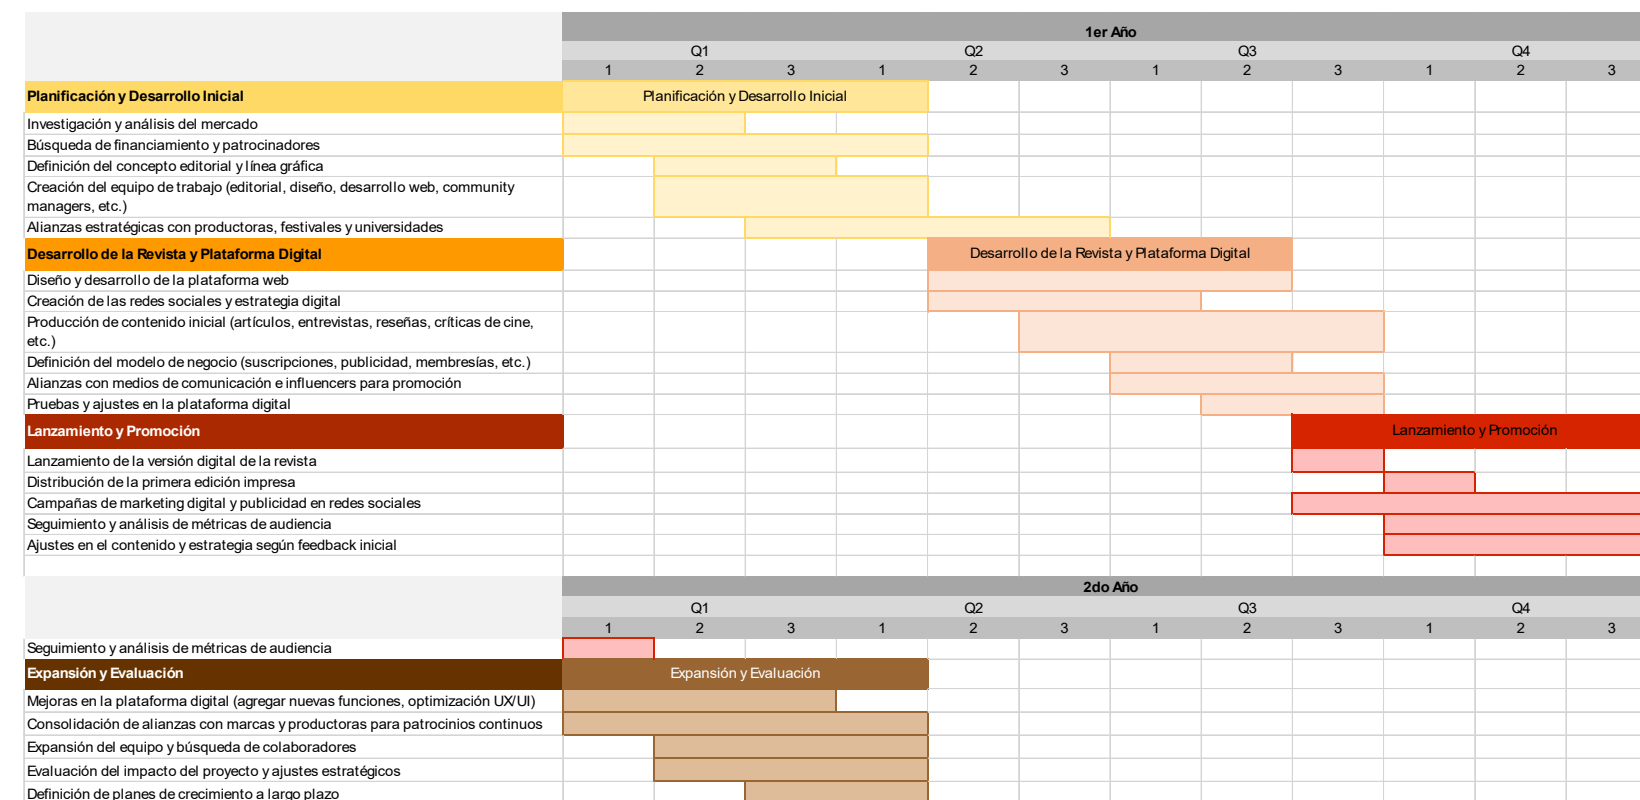 1er Año
Q1 Q2 Q3 Q4
1 2 3 1 2 3 1 2 3 1 2 3
Planificación y Desarrollo Inicial Planificación y Desarrollo Inicial
Investigación y análisis del mercado
Búsqueda de financiamiento y patrocinadores
Definición del concepto editorial y línea gráfica
Creación del equipo de trabajo (editorial, diseño, desarrollo web, community
managers, etc.)
Alianzas estratégicas con productoras, festivales y universidades
Desarrollo de la Revista y Plataforma Digital Desarrollo de la Revista y Plataforma Digital
Diseño y desarrollo de la plataforma web
Creación de las redes sociales y estrategia digital
Producción de contenido inicial (artículos, entrevistas, reseñas, críticas de cine,
etc.)
Definición del modelo de negocio (suscripciones, publicidad, membresías, etc.)
Alianzas con medios de comunicación e influencers para promoción
Pruebas y ajustes en la plataforma digital
Lanzamiento y Promoción Lanzamiento y Promoción
Lanzamiento de la versión digital de la revista
Distribución de la primera edición impresa
Campañas de marketing digital y publicidad en redes sociales
Seguimiento y análisis de métricas de audiencia
Ajustes en el contenido y estrategia según feedback inicial
2do Año
Q1 Q2 Q3 Q4
1 2 3 1 2 3 1 2 3 1 2 3
Seguimiento y análisis de métricas de audiencia
Expansión y Evaluación Expansión y Evaluación
Mejoras en la plataforma digital (agregar nuevas funciones, optimización UX/UI)
Consolidación de alianzas con marcas y productoras para patrocinios continuos
Expansión del equipo y búsqueda de colaboradores
Evaluación del impacto del proyecto y ajustes estratégicos
Definición de planes de crecimiento a largo plazo